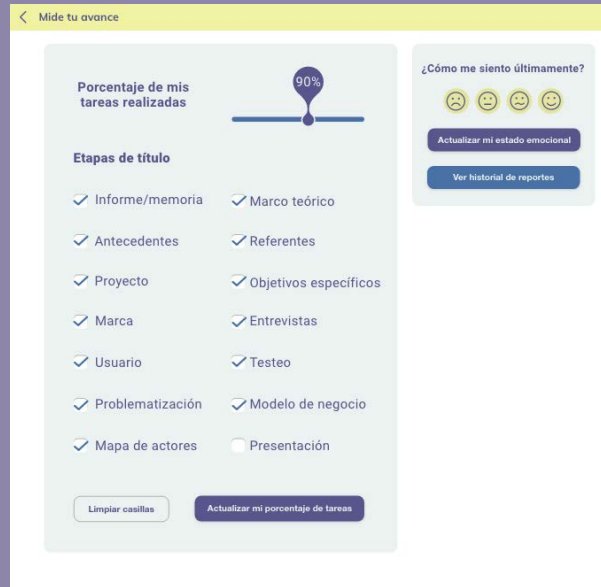 Mide tu avance
Porcentaje de mis
tareas realizadas
90%
Etapas de título
Informe/memoria
Marco teórico
Antecedentes
Referentes
Proyecto
Objetivos específicos
Marca
Entrevistas
Usuario
Testeo
Problematización
Modelo de negocio
Mapa de actores
Presentación
Limpiar casillas
Actualizar mi porcentaje de tareas
¿Cómo me siento últimamente?
Actualizar mi estado emocional
Ver historial de reportes